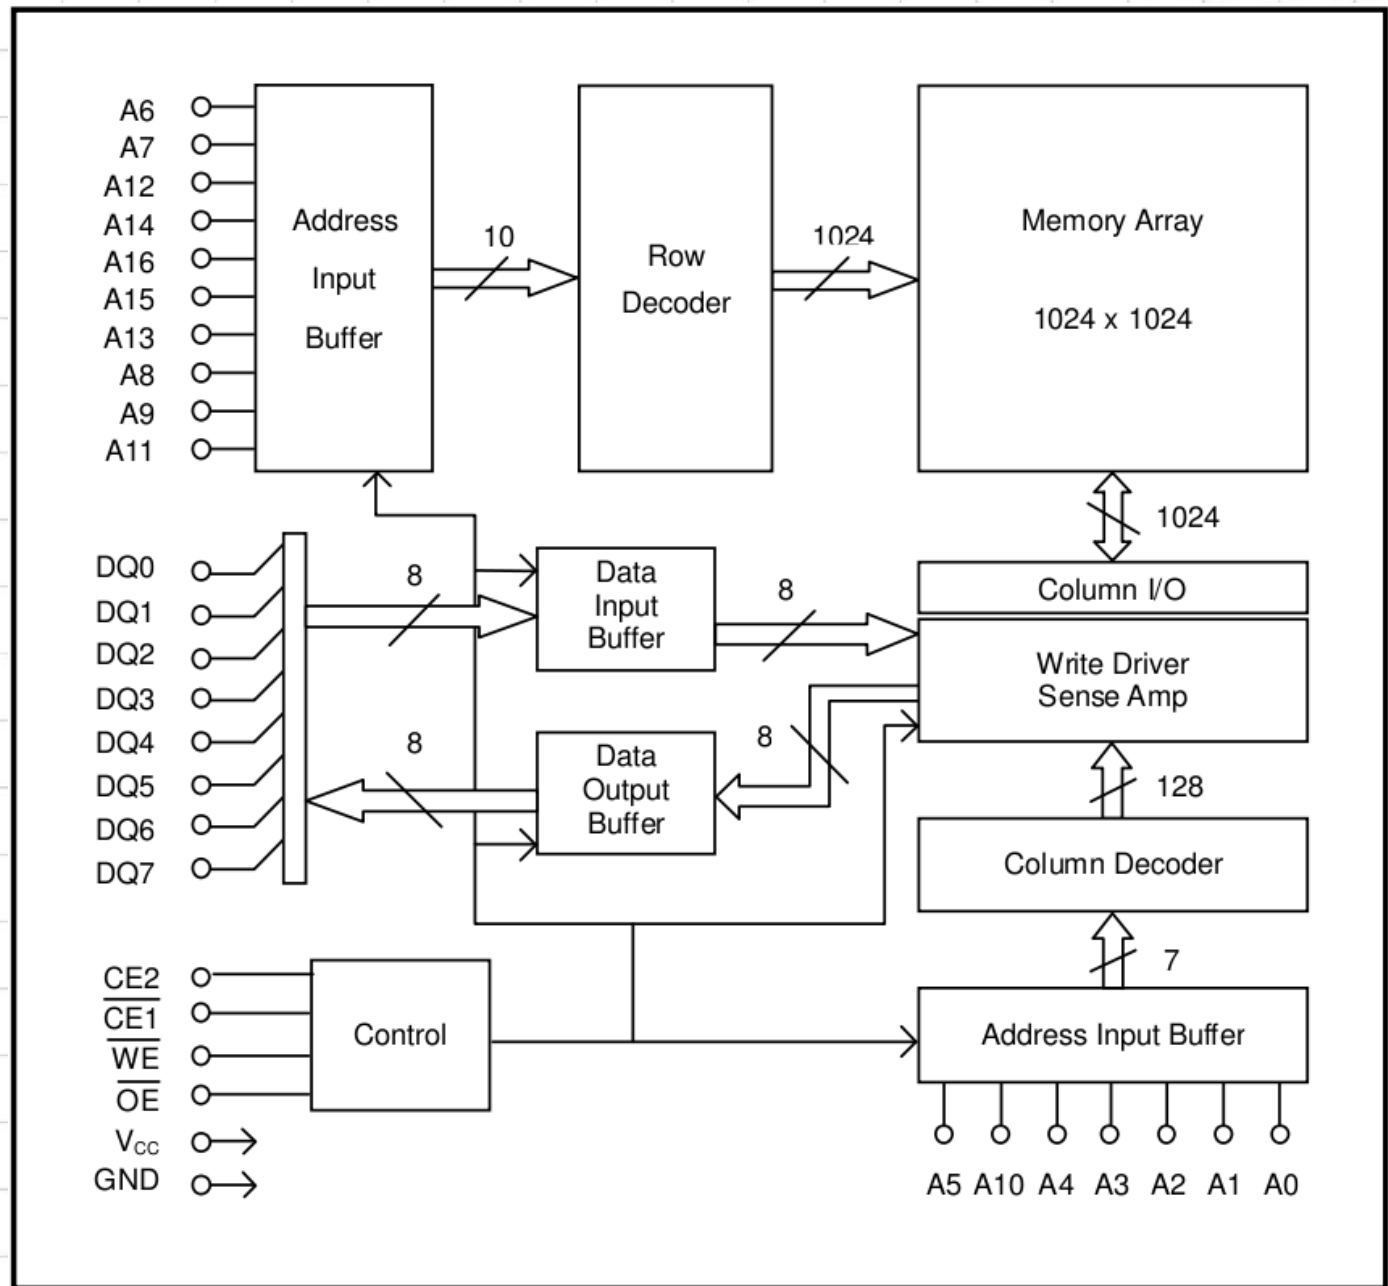 A6
A7
A12
A14
A16
A15
A13
A8
A9
A11
Address
Input
Buffer
10
Row
Decoder
1024
Memory Array
1024 x 1024
1024
DQ0
DQ1
DQ2
DQ3
DQ4
DQ5
DQ6
DQ7
8
Data
Input
Buffer
8
Column I/O
Write Driver
Sense Amp
8
Data
Output
Buffer
8
128
Column Decoder
7
CE2
C̅E̅1̅
W̅E̅
O̅E̅
VCC
GND
Control
Address Input Buffer
A5 A10 A4 A3 A2 A1 A0